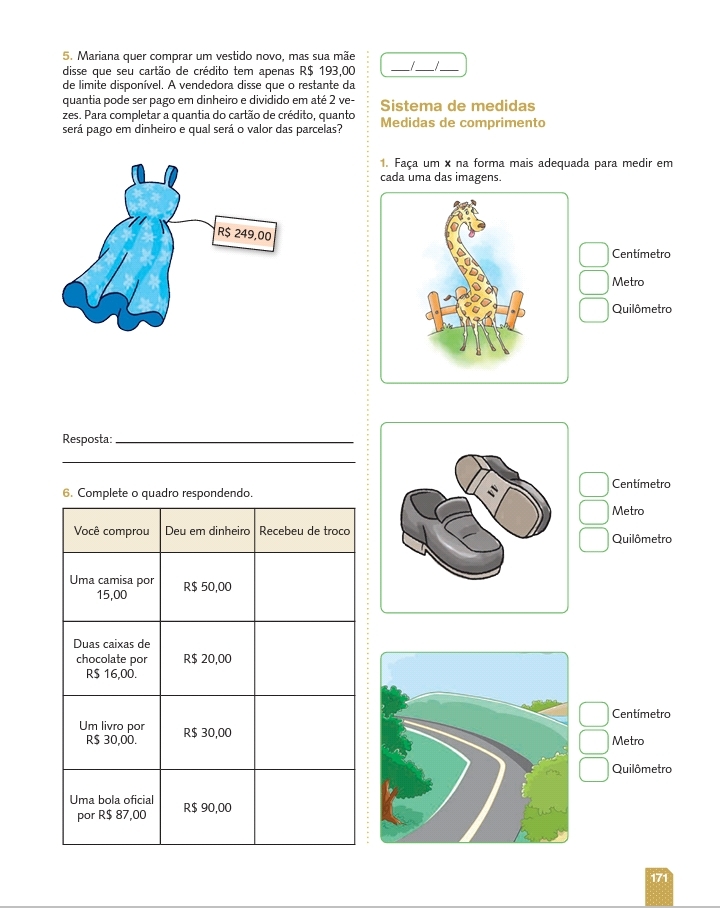 5. Mariana quer comprar um vestido novo, mas sua mãe
disse que seu cartão de crédito tem apenas R$ 193,00
de limite disponível. A vendedora disse que o restante da
quantia pode ser pago em dinheiro e dividido em até 2 ve-
zes. Para completar a quantia do cartão de crédito, quanto
será pago em dinheiro e qual será o valor das parcelas?
R$ 249,00
Resposta: ____________________
6. Complete o quadro respondendo.
Você comprou Deu em dinheiro Recebeu de troco
Uma camisa por
15,00
R$ 50,00
Duas caixas de
chocolate por
R$ 16,00.
R$ 20,00
Um livro por
R$ 30,00.
R$ 30,00
Uma bola oficial
por R$ 87,00
R$ 90,00
___/___/___
Sistema de medidas
Medidas de comprimento
1. Faça um x na forma mais adequada para medir em
cada uma das imagens.
Centímetro
Metro
Quilômetro
Centímetro
Metro
Quilômetro
Centímetro
Metro
Quilômetro
171